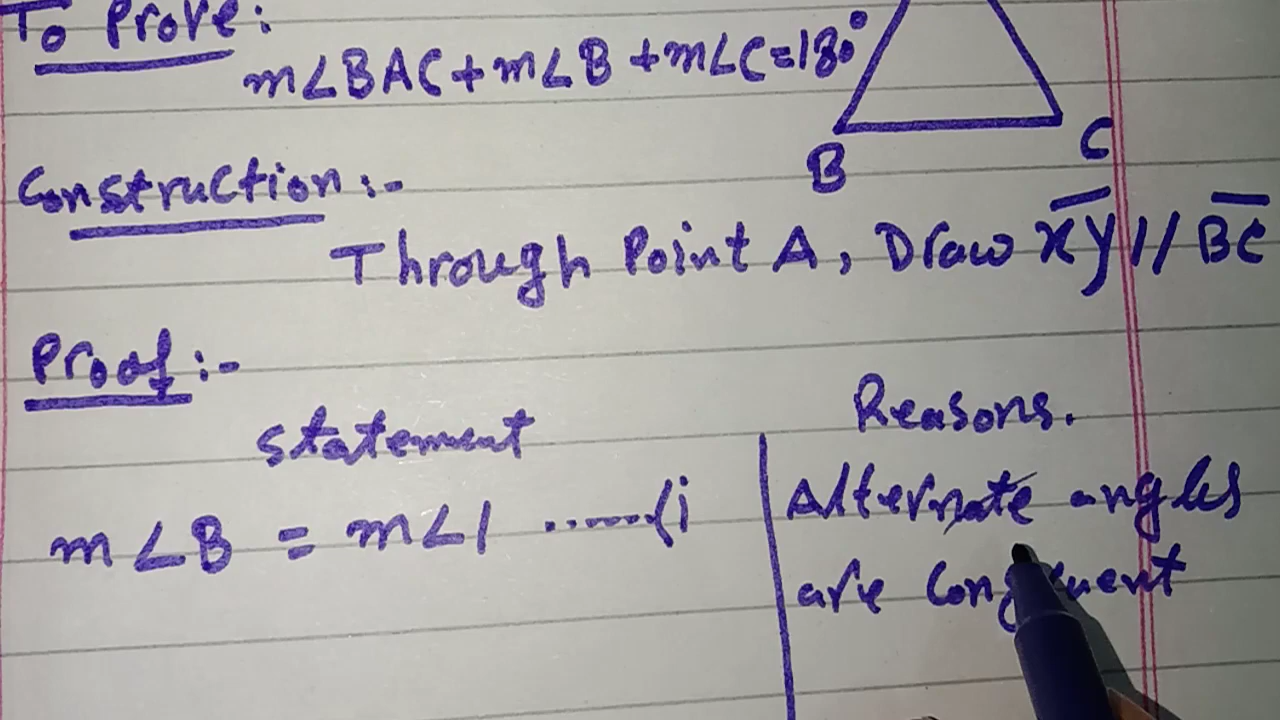 To Prove:
m∠BAC+m∠B+m∠C=180°
B
C
Construction:-
Through Point A, Draw XY // BC
Proof:-
statement
Reasons.
m∠B = m∠1 .......(i
Alternate angles
are Congruent